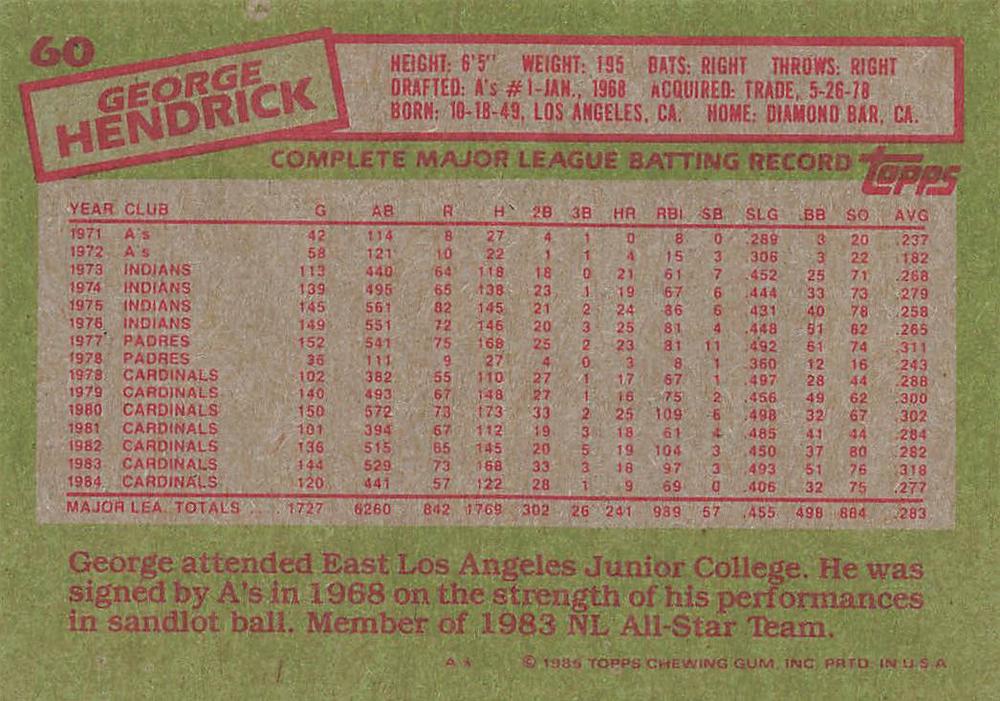 60
GEORGE
HENDRICK
HEIGHT: 6'5" WEIGHT: 195 BATS: RIGHT THROWS: RIGHT
DRAFTED: A's #1-JAN., 1968 ACQUIRED: TRADE, 5-26-78
BORN: 10-18-49, LOS ANGELES, CA. HOME: DIAMOND BAR, CA.
COMPLETE MAJOR LEAGUE BATTING RECORD
Topps
YEAR CLUB G AB R H 2B 3B HR RBI SB SLG BB SO AVG
1971 A's 42 114 8 27 4 1 0 8 0 .289 3 20 .237
1972 A's 58 121 10 22 1 1 4 15 3 .306 3 22 .182
1973 INDIANS 113 440 64 118 18 0 21 61 7 .452 25 71 .268
1974 INDIANS 139 495 65 138 23 1 19 67 6 .444 33 73 .279
1975 INDIANS 145 561 82 145 21 2 24 86 6 .431 40 78 .258
1976 INDIANS 149 551 72 146 20 3 25 81 4 .448 51 82 .265
1977 PADRES 152 541 75 168 25 2 23 81 11 .492 61 74 .311
1978 PADRES 36 111 9 27 4 0 3 8 1 .360 12 16 .243
1978 CARDINALS 102 382 55 110 27 1 17 67 1 .497 28 44 .288
1979 CARDINALS 140 493 67 148 27 1 16 75 2 .456 49 62 .300
1980 CARDINALS 150 572 73 173 33 2 25 109 6 .498 32 67 .302
1981 CARDINALS 101 394 67 112 19 3 18 61 4 .485 41 44 .284
1982 CARDINALS 136 515 65 145 20 5 19 104 3 .450 37 80 .282
1983 CARDINALS 144 529 73 168 33 3 18 97 3 .493 51 76 .318
1984 CARDINALS 120 441 57 122 28 1 9 69 0 .406 32 75 .277
MAJOR LEA. TOTALS 1727 6260 842 1769 302 26 241 989 57 .455 498 884 .283
George attended East Los Angeles Junior College. He was
signed by A's in 1968 on the strength of his performances
in sandlot ball. Member of 1983 NL All-Star Team.
A* © 1985 TOPPS CHEWING GUM, INC. PRTD. IN U.S.A.